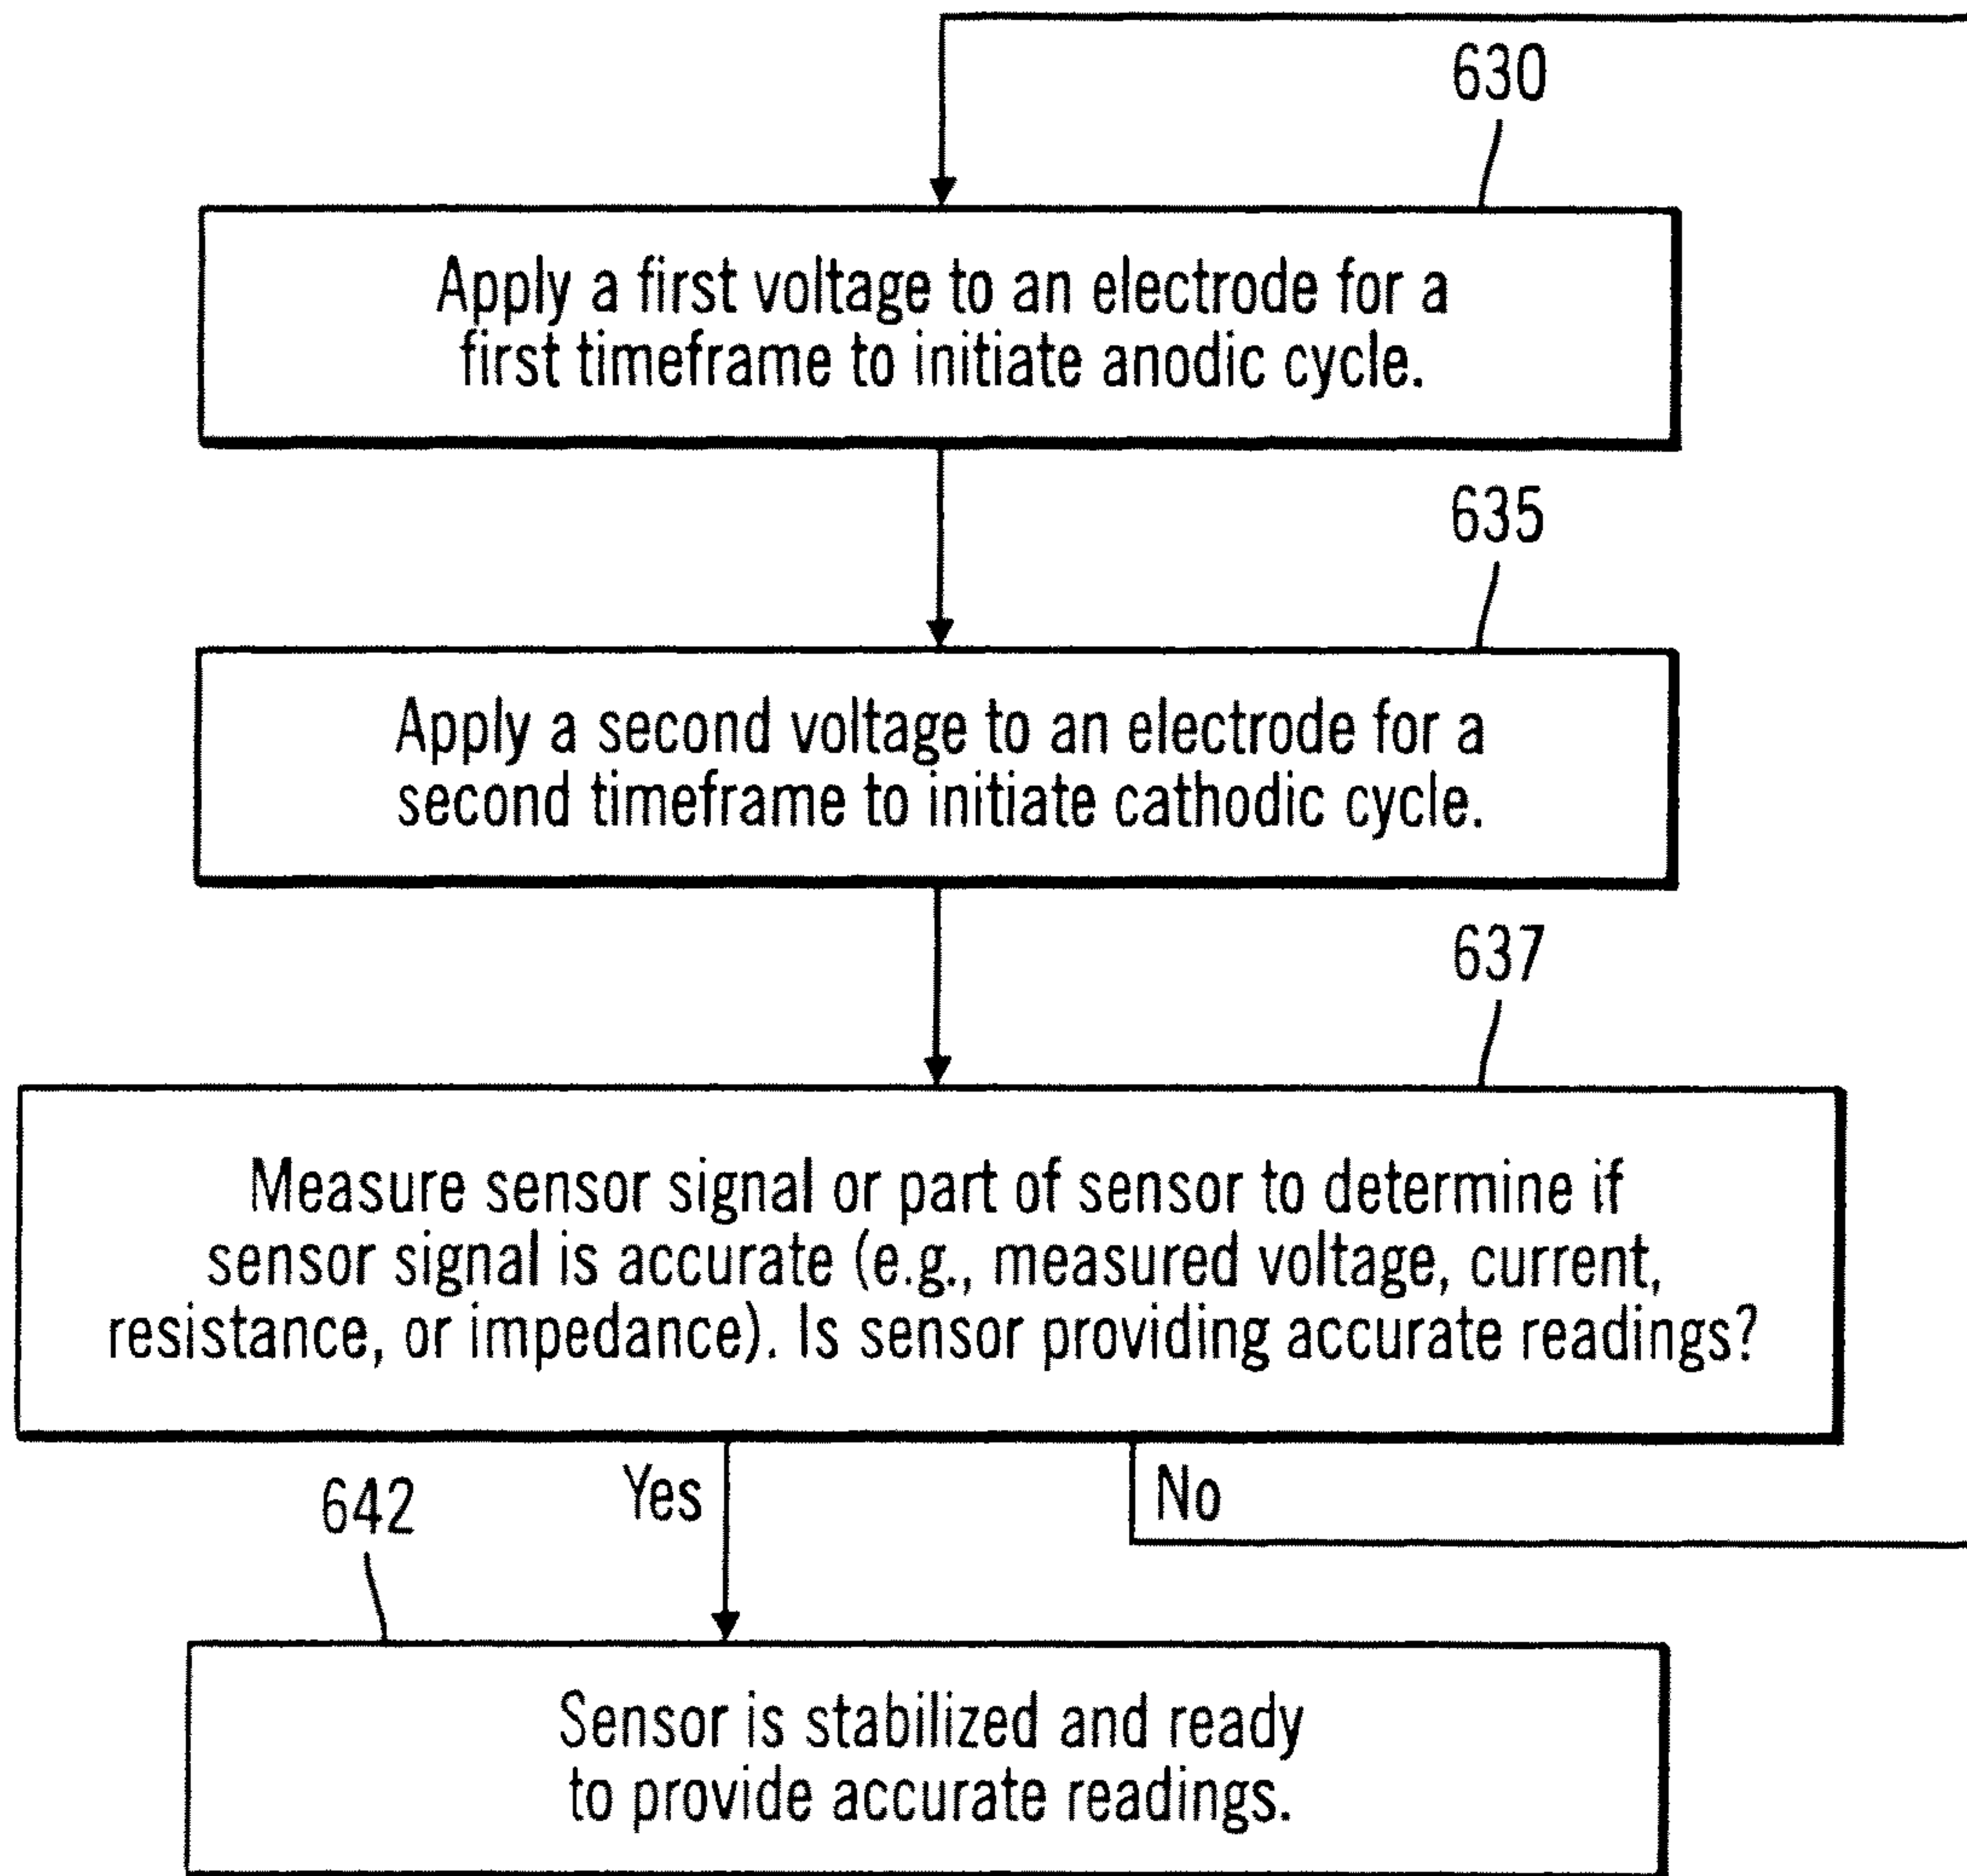 630
Apply a first voltage to an electrode for a
first timeframe to initiate anodic cycle.
635
Apply a second voltage to an electrode for a
second timeframe to initiate cathodic cycle.
637
Measure sensor signal or part of sensor to determine if
sensor signal is accurate (e.g., measured voltage, current,
resistance, or impedance). Is sensor providing accurate readings?
642
Yes
No
Sensor is stabilized and ready
to provide accurate readings.